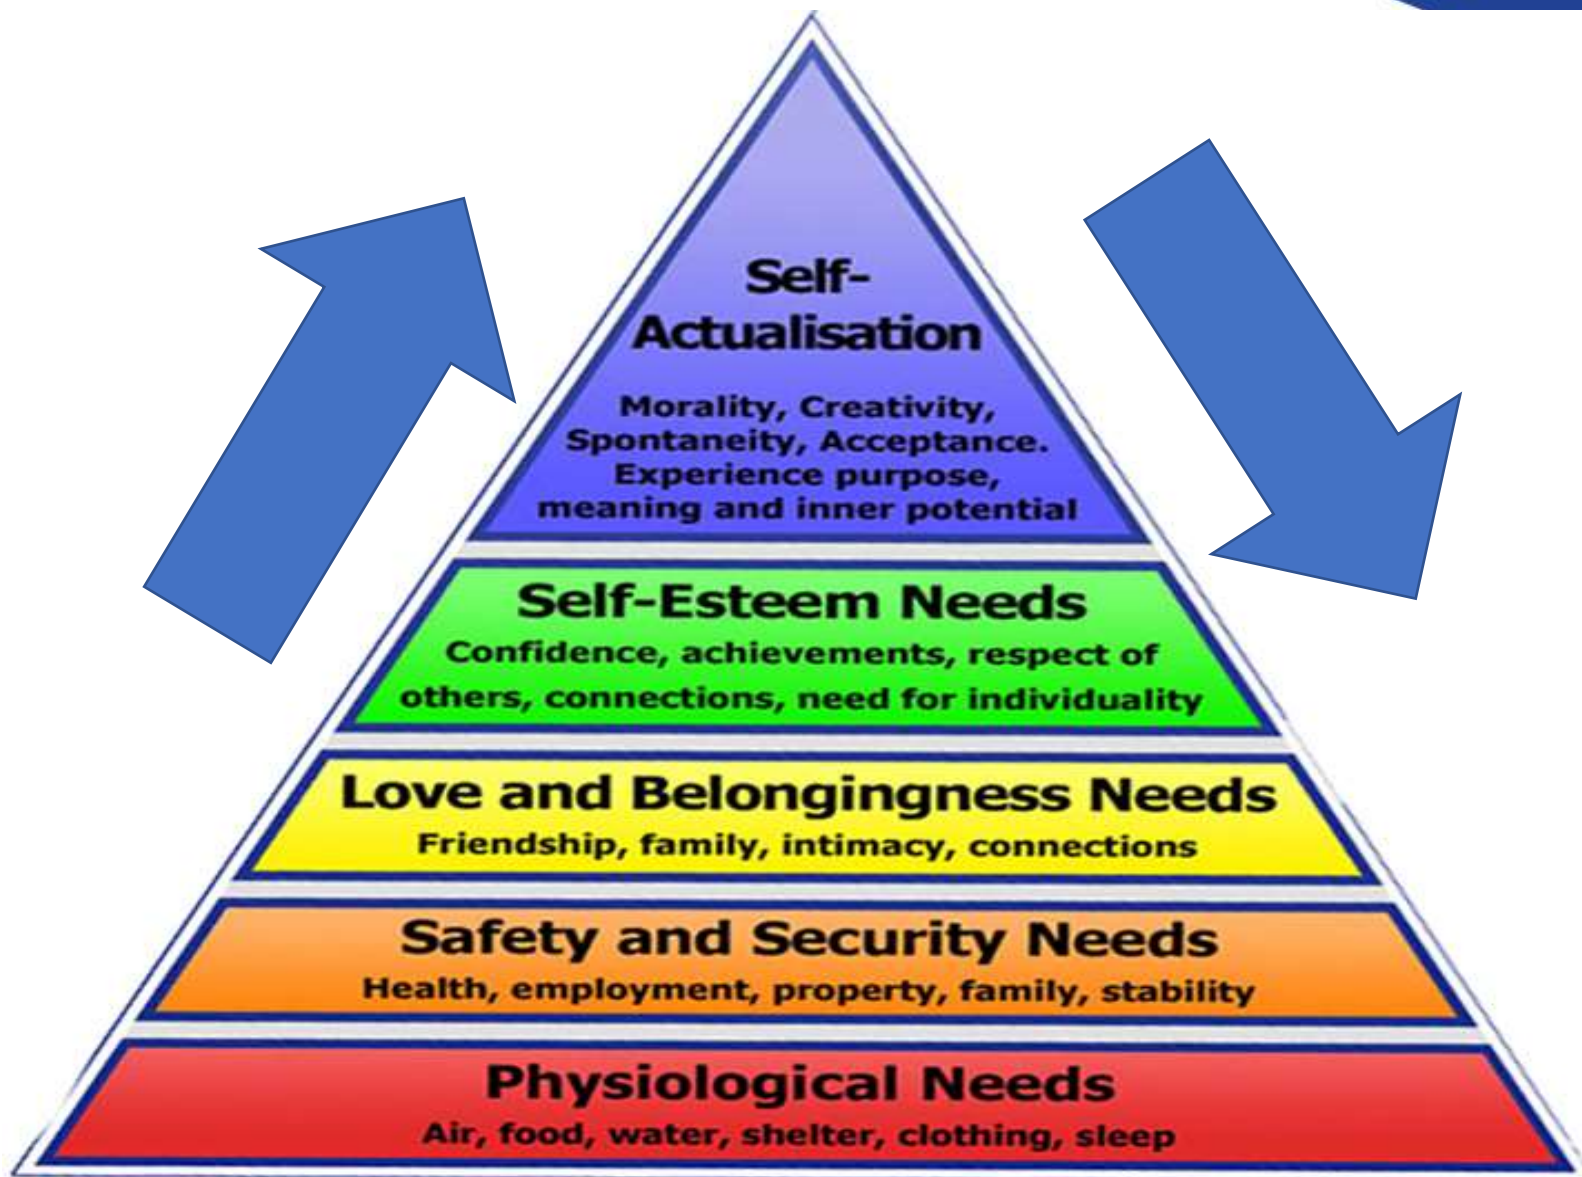 Self-
Actualisation
Morality, Creativity,
Spontaneity, Acceptance.
Experience purpose,
meaning and inner potential
Self-Esteem Needs
Confidence, achievements, respect of
others, connections, need for individuality
Love and Belongingness Needs
Friendship, family, intimacy, connections
Safety and Security Needs
Health, employment, property, family, stability
Physiological Needs
Air, food, water, shelter, clothing, sleep